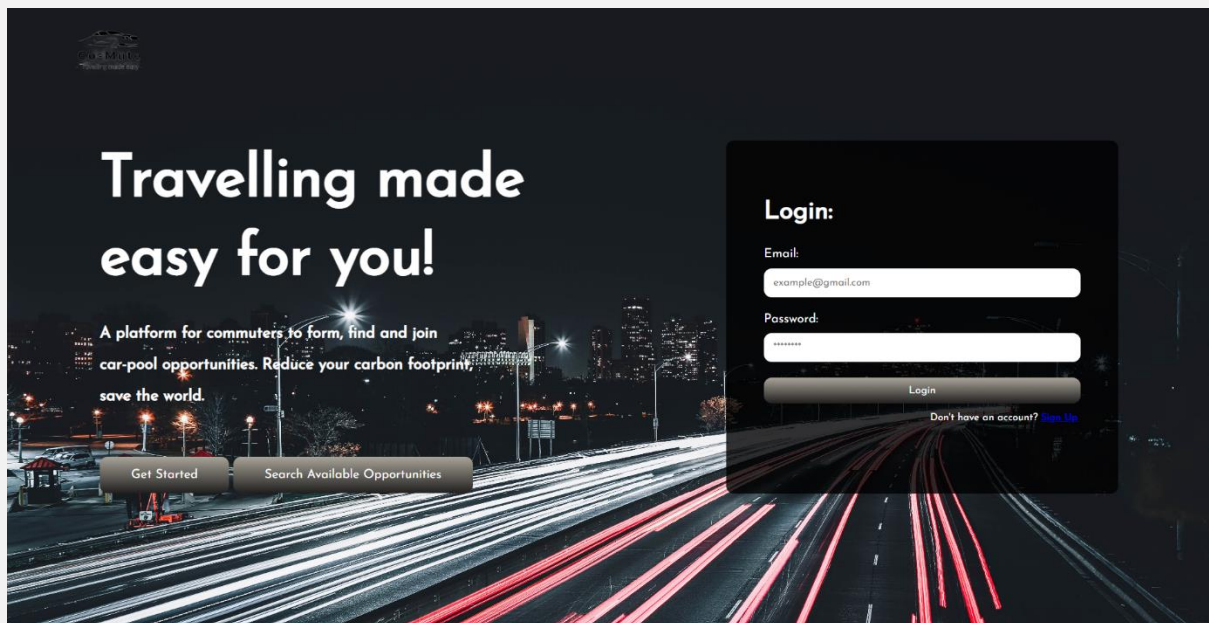 Travelling made
easy for you!
A platform for commuters to form, find and join
car-pool opportunities. Reduce your carbon footprint,
save the world.
Get Started
Search Available Opportunities
Login:
Email:
example@gmail.com
Password:
********
Login
Don't have an account? Sign Up